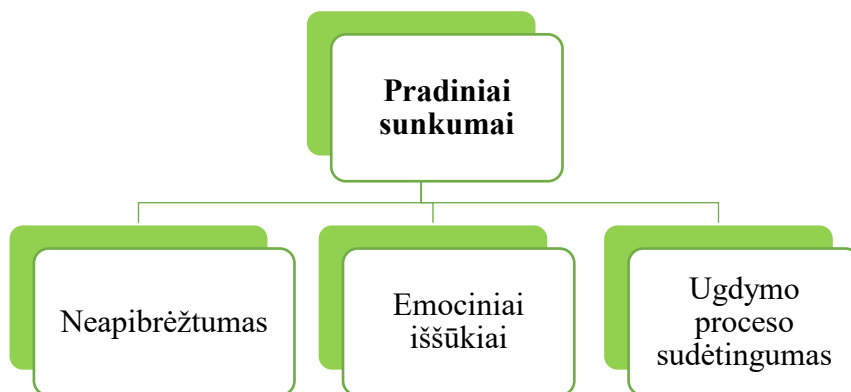 Pradiniai
sunkumai
Neapibrėžtumas
Emociniai
iššūkiai
Ugdymo
proceso
sudėtingumas